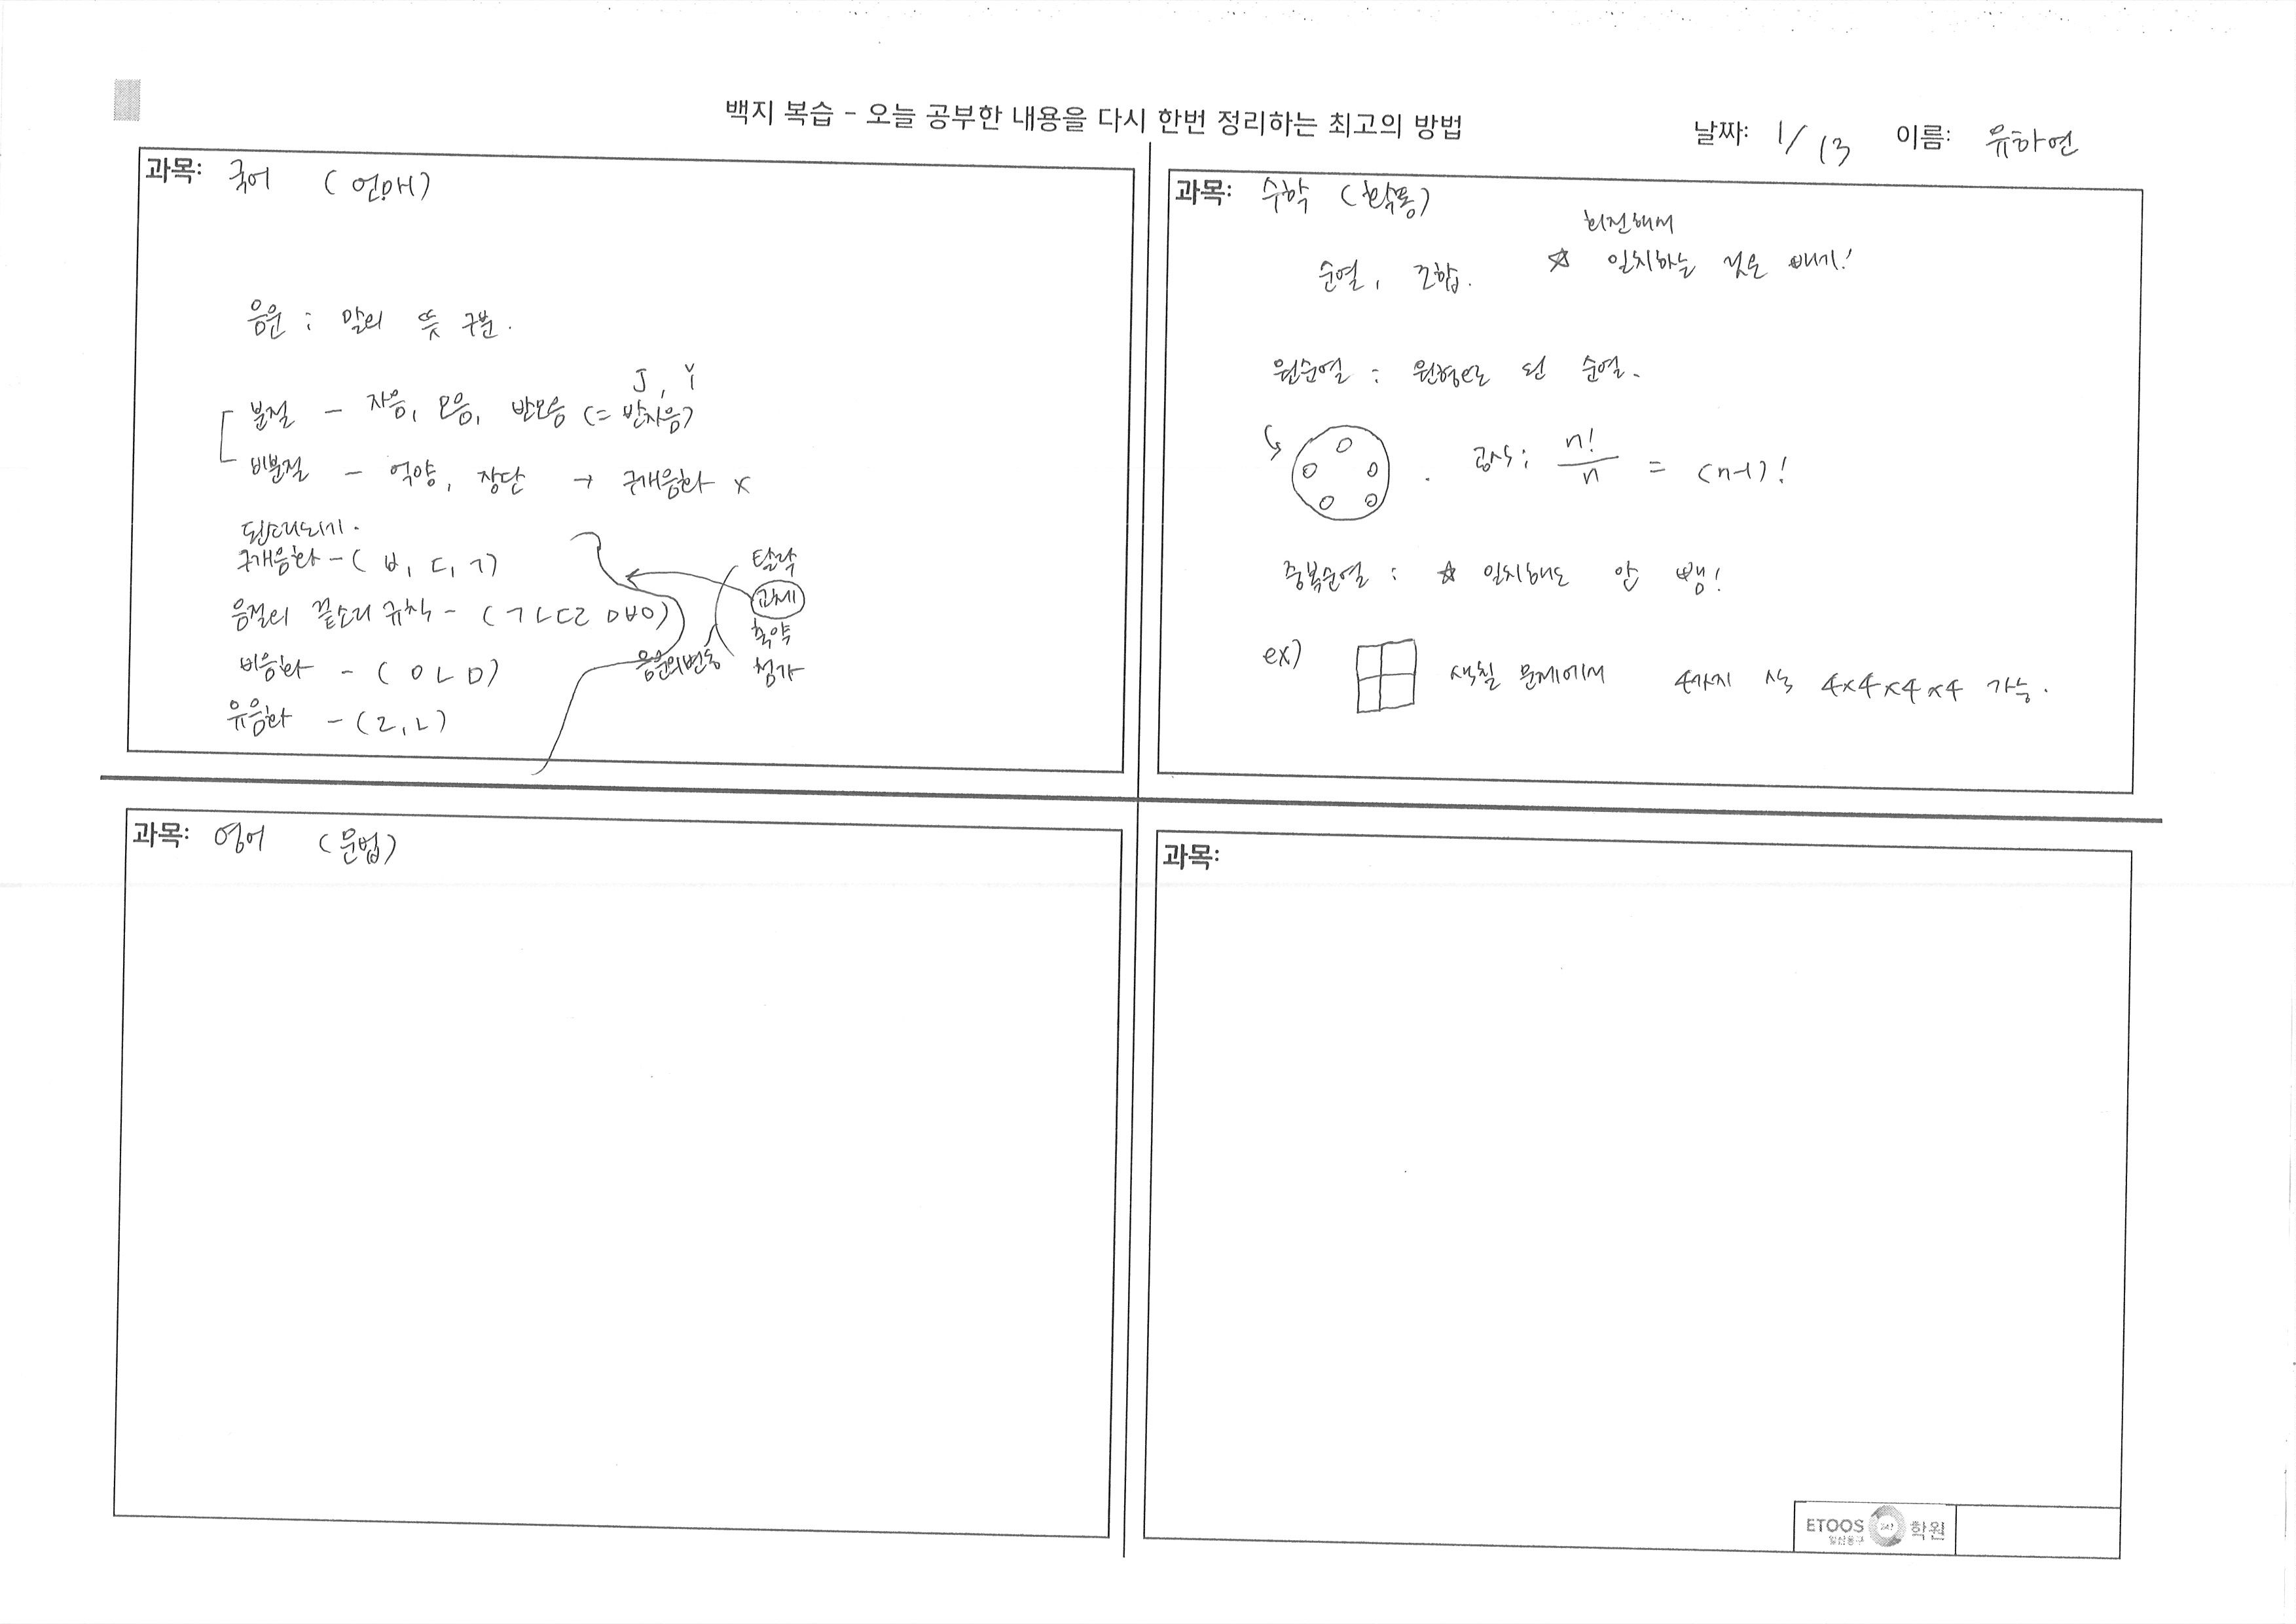 백지 복습 - 오늘 공부한 내용을 다시 한번 정리하는 최고의 방법
날짜: 1/13 이름: 유하연
과목: 국어 (언매)
음운 : 말의 뜻 구분.
J, Y
분절 - 자음, 모음, 반모음 (= 반자음)
비분절 - 억양, 장단 → 구개음화 x
된소리되기.
구개음화 - ( ㅂ, ㄷ, ㄱ)
음절의 끝소리 규칙 - ( ㄱㄴㄷㄹ ㅁㅂㅇ)
비음화 - ( ㅇㄴㅁ)
유음화 - (ㄹ, ㄴ)
음운의 변동
탈락
교체
축약
첨가
과목: 수학 (확통)
회전해서
순열, 조합. ☆ 일치하는 것은 빼기!
원순열 : 원형으로 된 순열.
공식: n!/n = (n-1)!
중복순열 : ☆ 일치해도 안 뺌!
ex) 색칠 문제에서 4가지 색 4×4×4×4 가능.
과목: 영어 (문법)
과목:
ETOOS 247 학원